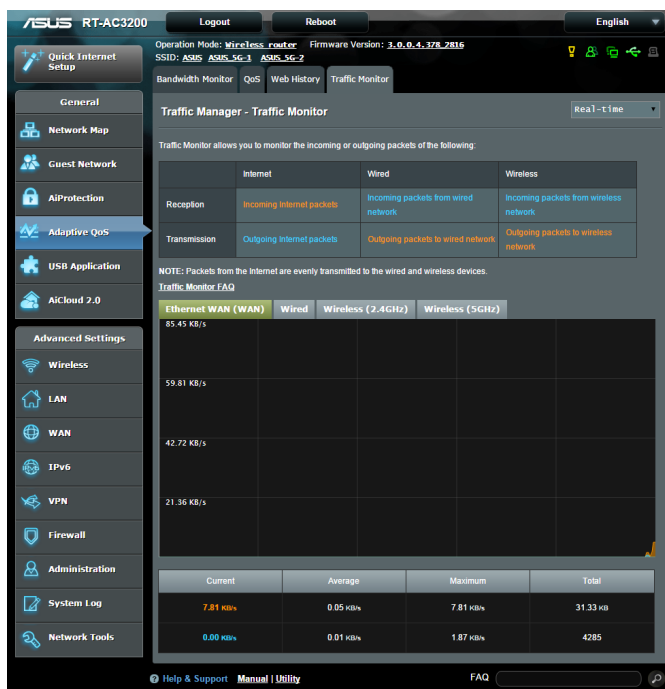 ASUS RT-AC3200 Logout Reboot English
Quick Internet Setup
Operation Mode: Wireless router Firmware Version: 3.0.0.4.378_2816
SSID: ASUS ASUS_5G-1 ASUS_5G-2
Bandwidth Monitor QoS Web History Traffic Monitor
General
Network Map
Guest Network
AiProtection
Adaptive QoS
USB Application
AiCloud 2.0
Advanced Settings
Wireless
LAN
WAN
IPv6
VPN
Firewall
Administration
System Log
Network Tools
Traffic Manager - Traffic Monitor Real-time
Traffic Monitor allows you to monitor the incoming or outgoing packets of the following:
Internet Wired Wireless
Reception Incoming Internet packets Incoming packets from wired network Incoming packets from wireless network
Transmission Outgoing Internet packets Outgoing packets to wired network Outgoing packets to wireless network
NOTE: Packets from the Internet are evenly transmitted to the wired and wireless devices.
Traffic Monitor FAQ
Ethernet WAN (WAN) Wired Wireless (2.4GHz) Wireless (5GHz)
85.45 KB/s
59.81 KB/s
42.72 KB/s
21.36 KB/s
Current Average Maximum Total
7.81 KB/s 0.05 KB/s 7.81 KB/s 31.33 KB
0.00 KB/s 0.01 KB/s 1.87 KB/s 4285
Help & Support Manual | Utility FAQ